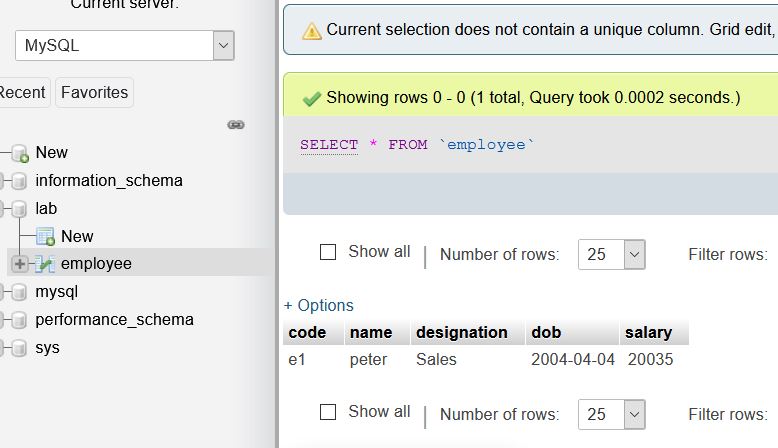 Current server:
MySQL
Recent
Favorites
New
information_schema
lab
New
employee
mysql
performance_schema
sys
Current selection does not contain a unique column. Grid edit,
Showing rows 0 - 0 (1 total, Query took 0.0002 seconds.)
SELECT * FROM `employee`
Show all | Number of rows: 25 Filter rows:
+ Options
code name designation dob salary
e1 peter Sales 2004-04-04 20035
Show all | Number of rows: 25 Filter rows: